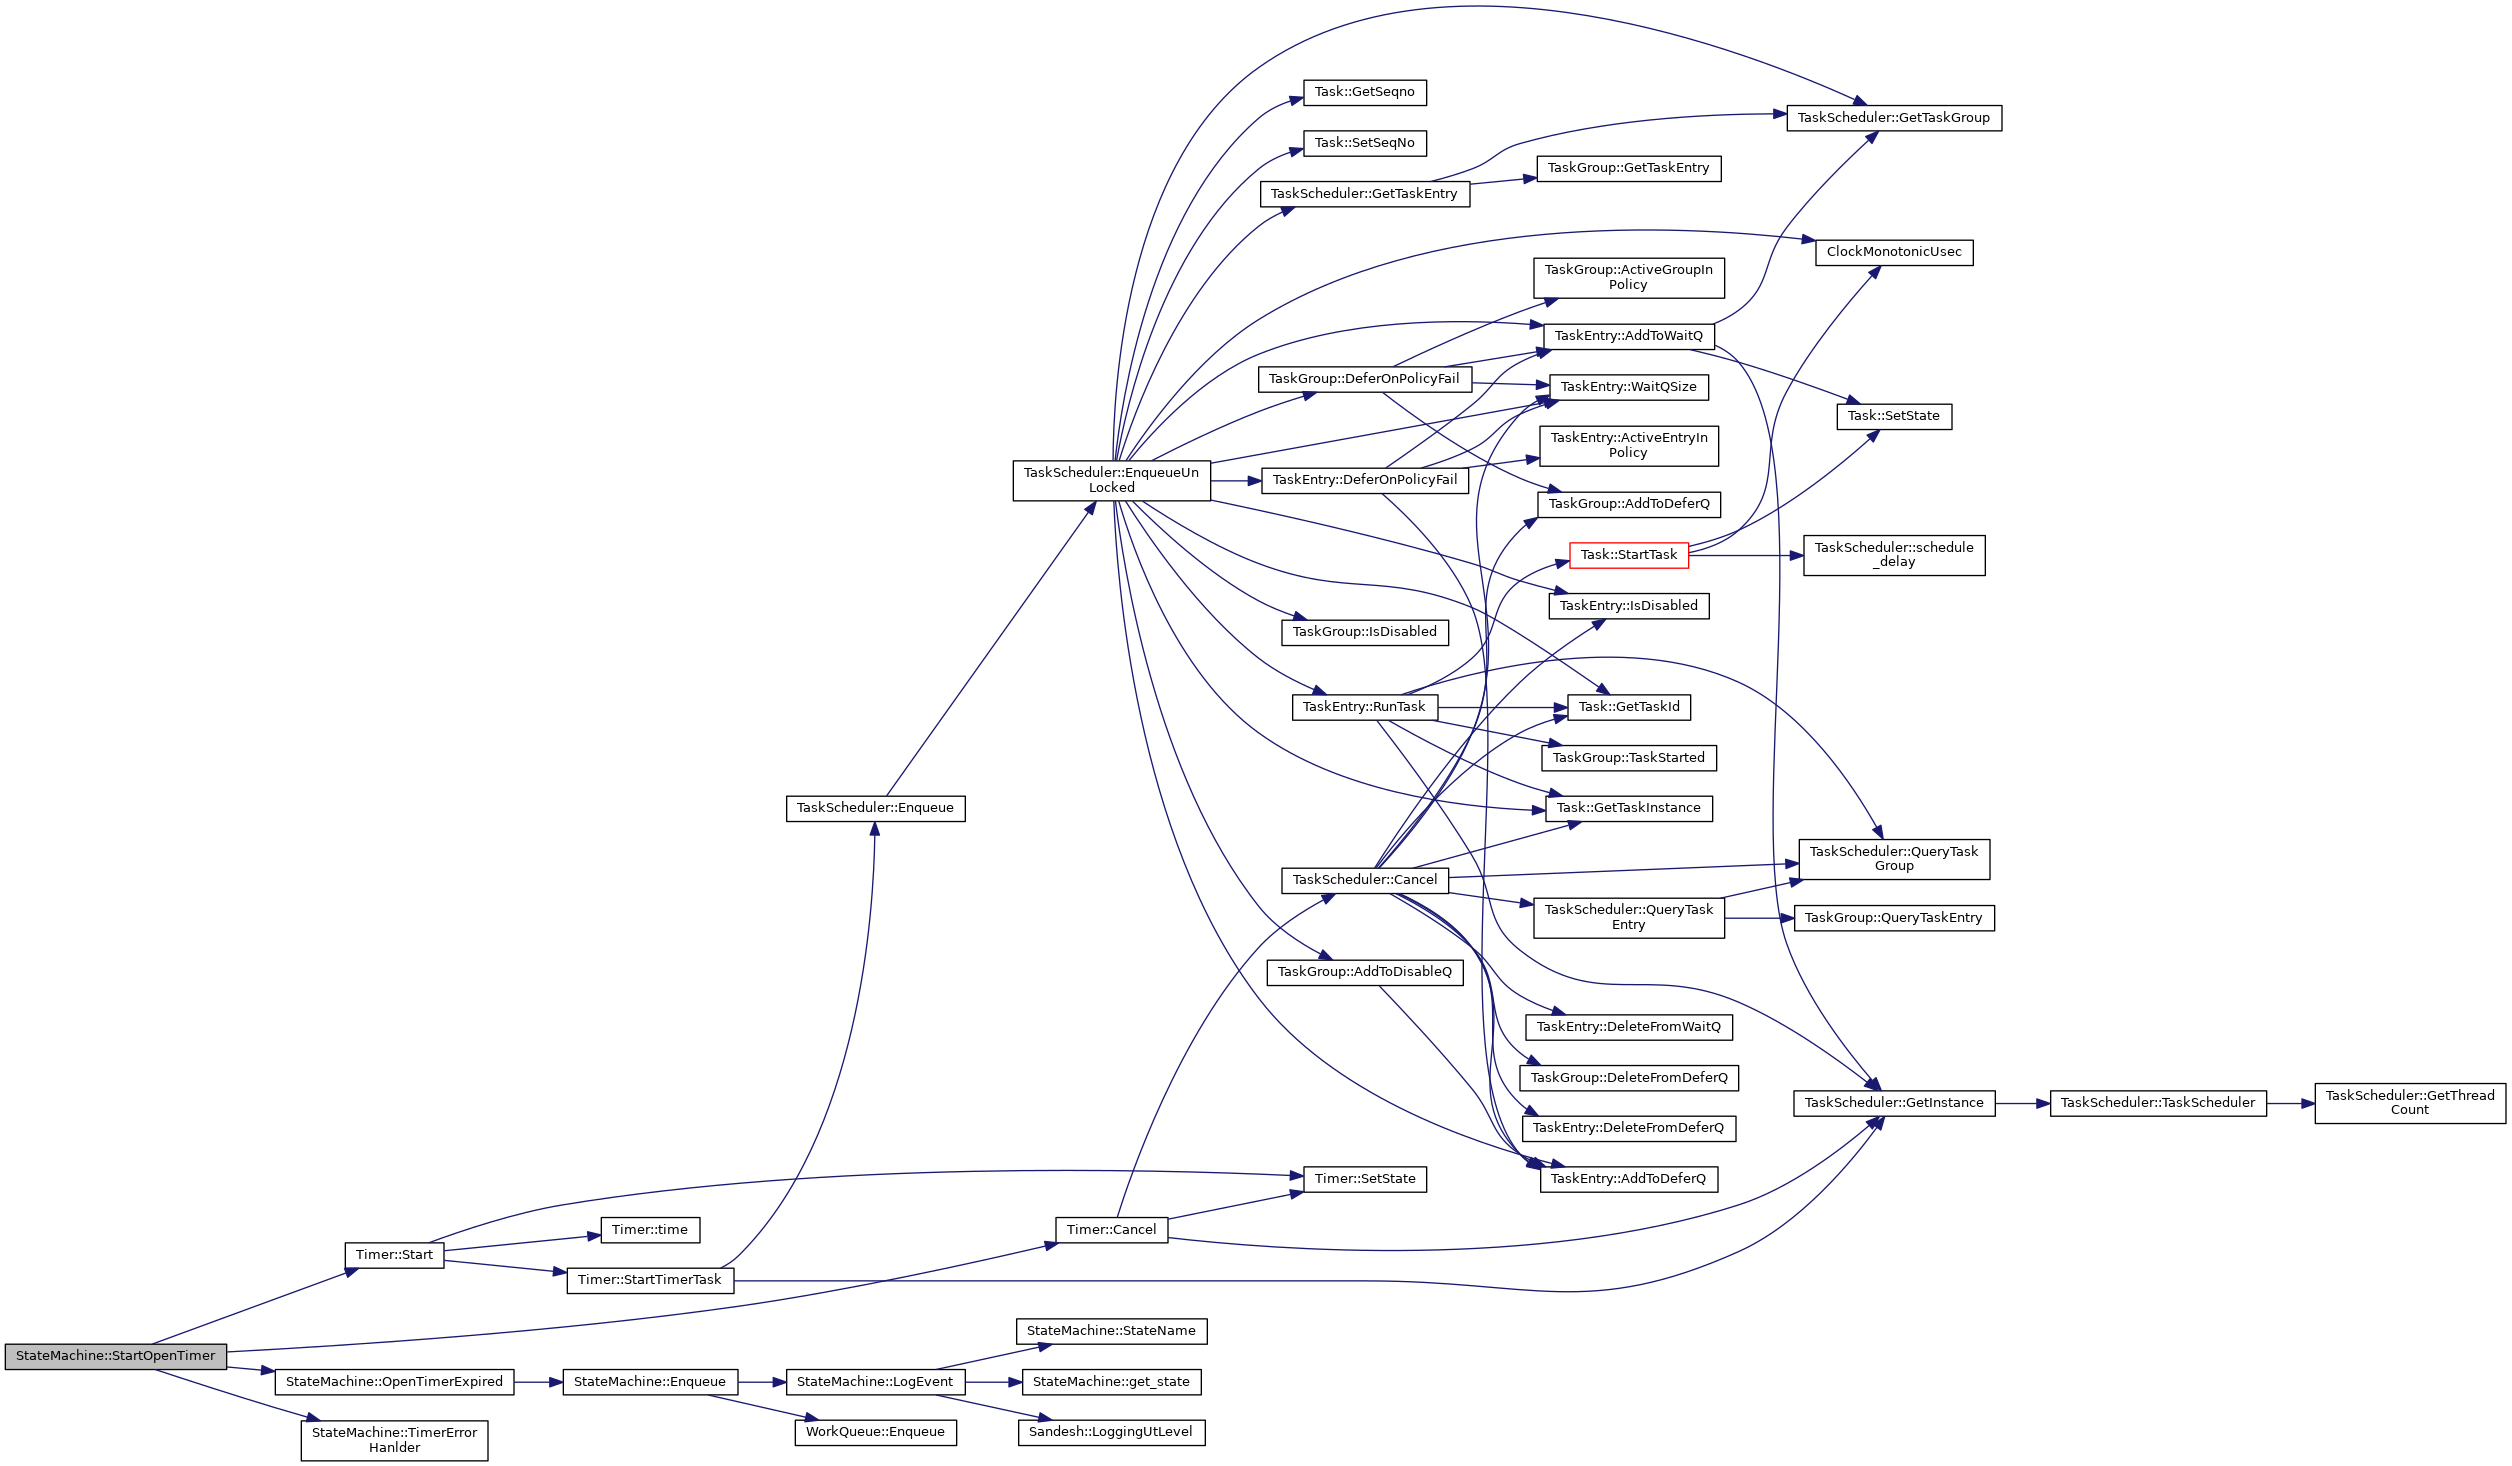 Task::GetSeqno
TaskScheduler::GetTaskGroup
Task::SetSeqNo
TaskGroup::GetTaskEntry
TaskScheduler::GetTaskEntry
ClockMonotonicUsec
TaskGroup::ActiveGroupIn
Policy
TaskEntry::AddToWaitQ
TaskGroup::DeferOnPolicyFail
TaskEntry::WaitQSize
Task::SetState
TaskEntry::ActiveEntryIn
Policy
TaskScheduler::EnqueueUn
Locked
TaskEntry::DeferOnPolicyFail
TaskGroup::AddToDeferQ
Task::StartTask
TaskScheduler::schedule
_delay
TaskEntry::IsDisabled
TaskGroup::IsDisabled
TaskEntry::RunTask
Task::GetTaskId
TaskGroup::TaskStarted
TaskScheduler::Enqueue
Task::GetTaskInstance
TaskScheduler::QueryTask
Group
TaskScheduler::Cancel
TaskScheduler::QueryTask
Entry
TaskGroup::QueryTaskEntry
TaskGroup::AddToDisableQ
TaskEntry::DeleteFromWaitQ
TaskGroup::DeleteFromDeferQ
TaskScheduler::GetInstance
TaskScheduler::TaskScheduler
TaskScheduler::GetThread
Count
TaskEntry::DeleteFromDeferQ
Timer::SetState
TaskEntry::AddToDeferQ
Timer::time
Timer::Cancel
Timer::Start
Timer::StartTimerTask
StateMachine::StateName
StateMachine::StartOpenTimer
StateMachine::OpenTimerExpired
StateMachine::Enqueue
StateMachine::LogEvent
StateMachine::get_state
StateMachine::TimerError
Hanlder
WorkQueue::Enqueue
Sandesh::LoggingUtLevel